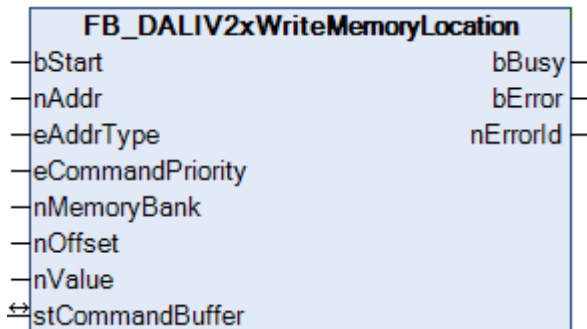 FB_DALIV2xWriteMemoryLocation
bStart bBusy
nAddr bError
eAddrType nErrorId
eCommandPriority
nMemoryBank
nOffset
nValue
stCommandBuffer